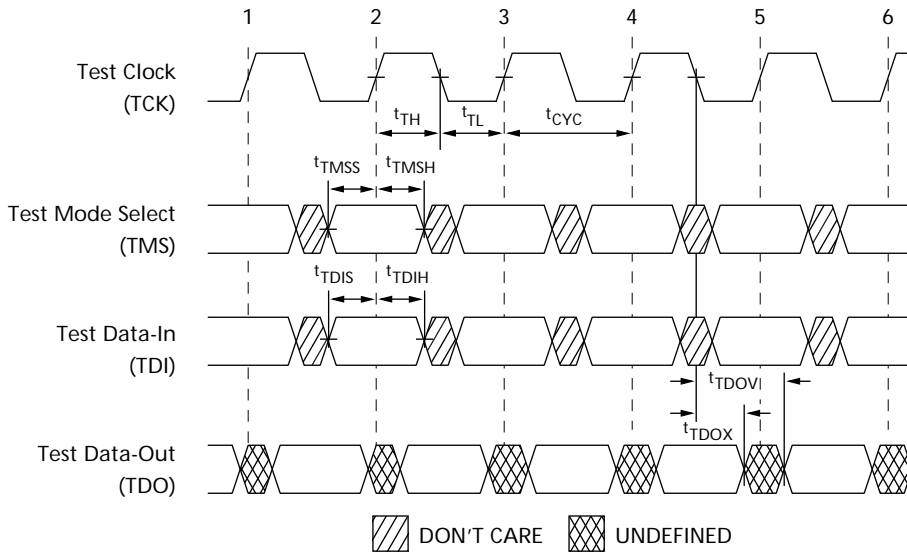 1 2 3 4 5 6
Test Clock
(TCK)
tTH tTL tCYC
tTMSS tTMSH
Test Mode Select
(TMS)
tTDIS tTDIH
Test Data-In
(TDI)
tTDOV
tTDOX
Test Data-Out
(TDO)
DON'T CARE UNDEFINED